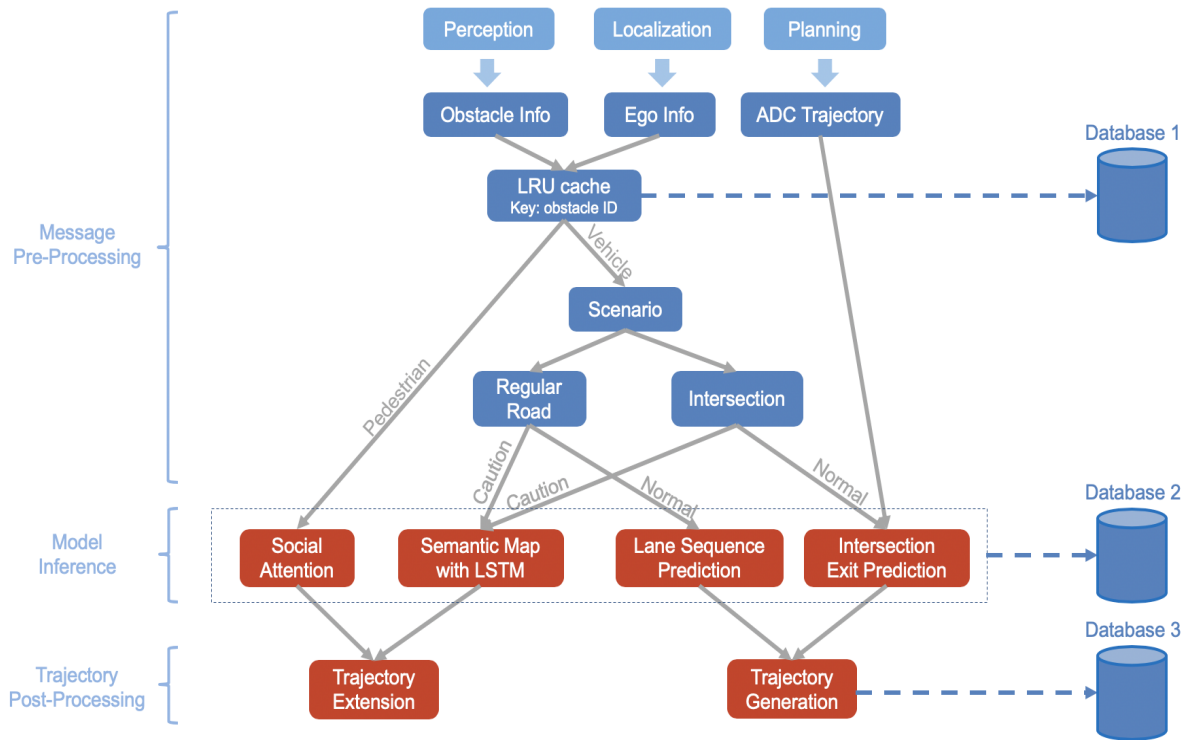 Perception
Localization
Planning
Obstacle Info
Ego Info
ADC Trajectory
Database 1
LRU cache
Key: obstacle ID
Message
Pre-Processing
Vehicle
Scenario
Pedestrian
Regular
Road
Intersection
Caution
Caution
Normal
Normal
Database 2
Model
Inference
Social
Attention
Semantic Map
with LSTM
Lane Sequence
Prediction
Intersection
Exit Prediction
Database 3
Trajectory
Post-Processing
Trajectory
Extension
Trajectory
Generation